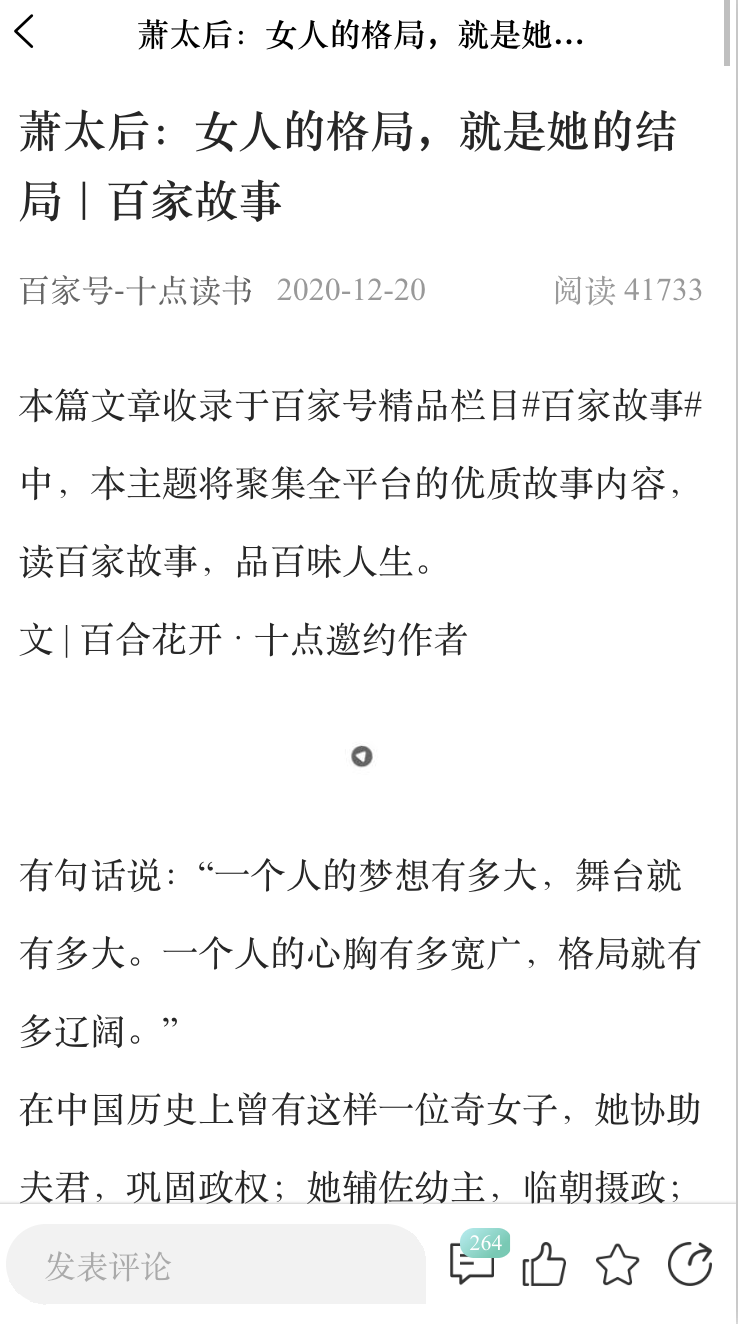 萧太后：女人的格局，就是她...
萧太后：女人的格局，就是她的结
局｜百家故事
百家号-十点读书 2020-12-20 阅读 41733
本篇文章收录于百家号精品栏目#百家故事#
中，本主题将聚集全平台的优质故事内容，
读百家故事，品百味人生。
文 | 百合花开 · 十点邀约作者
有句话说：“一个人的梦想有多大，舞台就
有多大。一个人的心胸有多宽广，格局就有
多辽阔。”
在中国历史上曾有这样一位奇女子，她协助
夫君，巩固政权；她辅佐幼主，临朝摄政；
发表评论 264